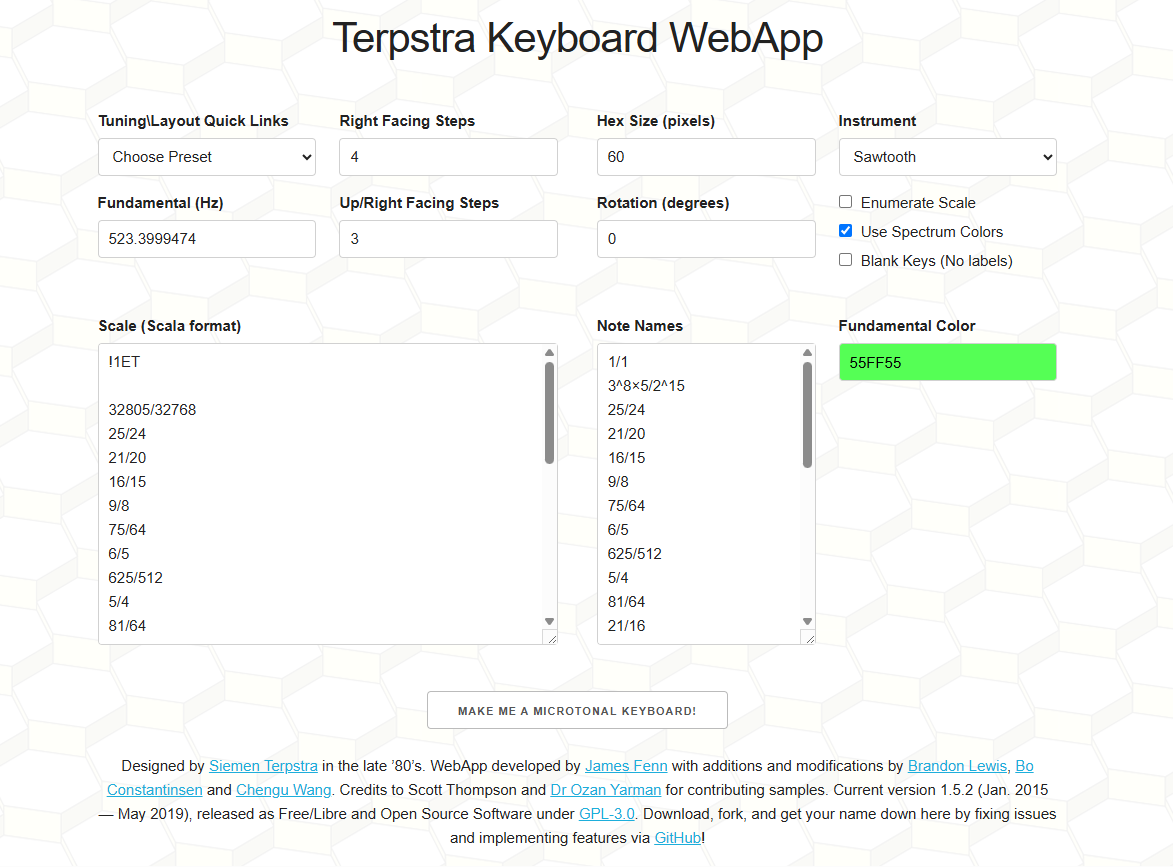 Terpstra Keyboard WebApp
Tuning\Layout Quick Links
Right Facing Steps
Hex Size (pixels)
Instrument
Choose Preset
4
60
Sawtooth
Fundamental (Hz)
Up/Right Facing Steps
Rotation (degrees)
Enumerate Scale
523.3999474
3
0
Use Spectrum Colors
Blank Keys (No labels)
Scale (Scala format)
!1ET
32805/32768
25/24
21/20
16/15
9/8
75/64
6/5
625/512
5/4
81/64
Note Names
1/1
3^8×5/2^15
25/24
21/20
16/15
9/8
75/64
6/5
625/512
5/4
81/64
21/16
Fundamental Color
55FF55
MAKE ME A MICROTONAL KEYBOARD!
Designed by Siemen Terpstra in the late ’80’s. WebApp developed by James Fenn with additions and modifications by Brandon Lewis, Bo
Constantinsen and Chengu Wang. Credits to Scott Thompson and Dr Ozan Yarman for contributing samples. Current version 1.5.2 (Jan. 2015
— May 2019), released as Free/Libre and Open Source Software under GPL-3.0. Download, fork, and get your name down here by fixing issues
and implementing features via GitHub!